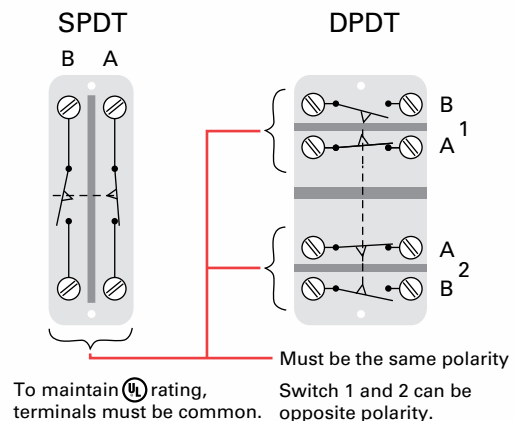 SPDT
DPDT
B A
B
1
A
A
2
B
Must be the same polarity
To maintain UL rating,
terminals must be common.
Switch 1 and 2 can be
opposite polarity.